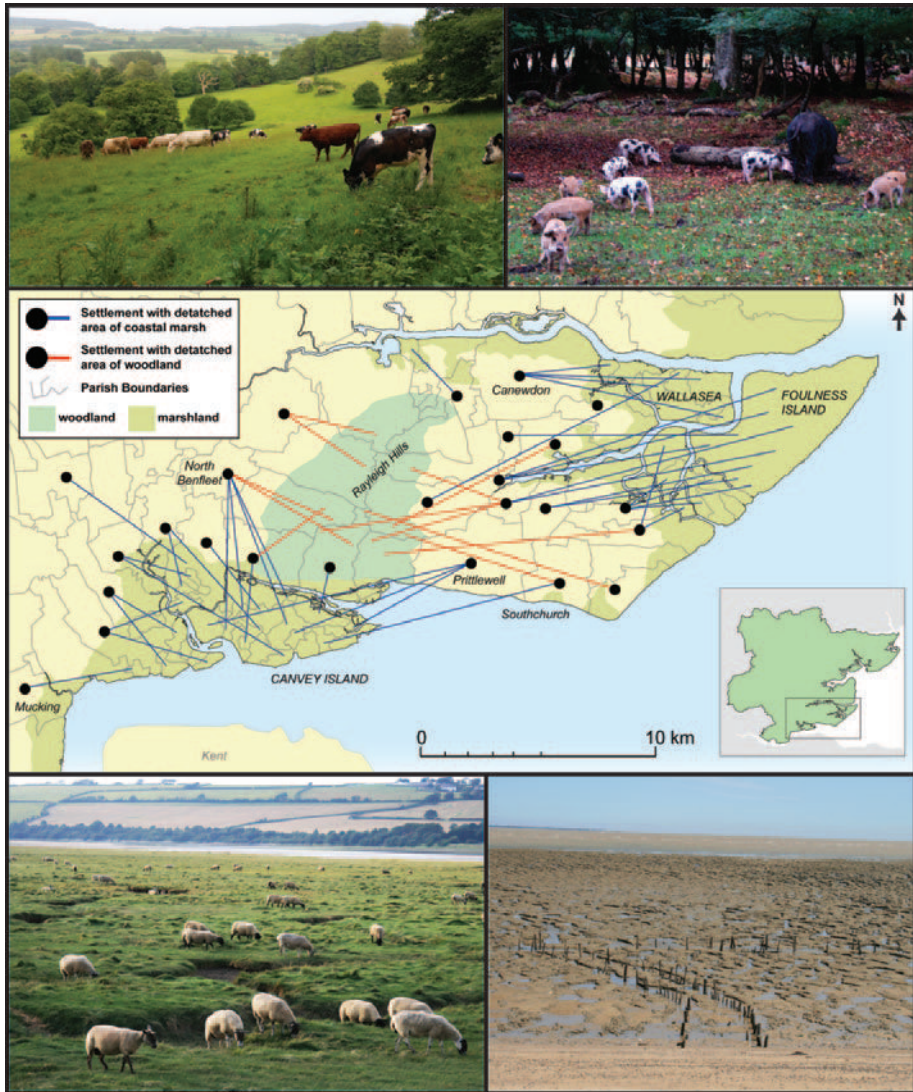 Settlement with detatched
area of coastal marsh
Settlement with detatched
area of woodland
Parish Boundaries
woodland
marshland
N
Canewdon
WALLASEA
FOULNESS
ISLAND
Rayleigh Hills
North
Benfleet
Prittlewell
Southchurch
CANVEY ISLAND
Mucking
0
10 km
Kent